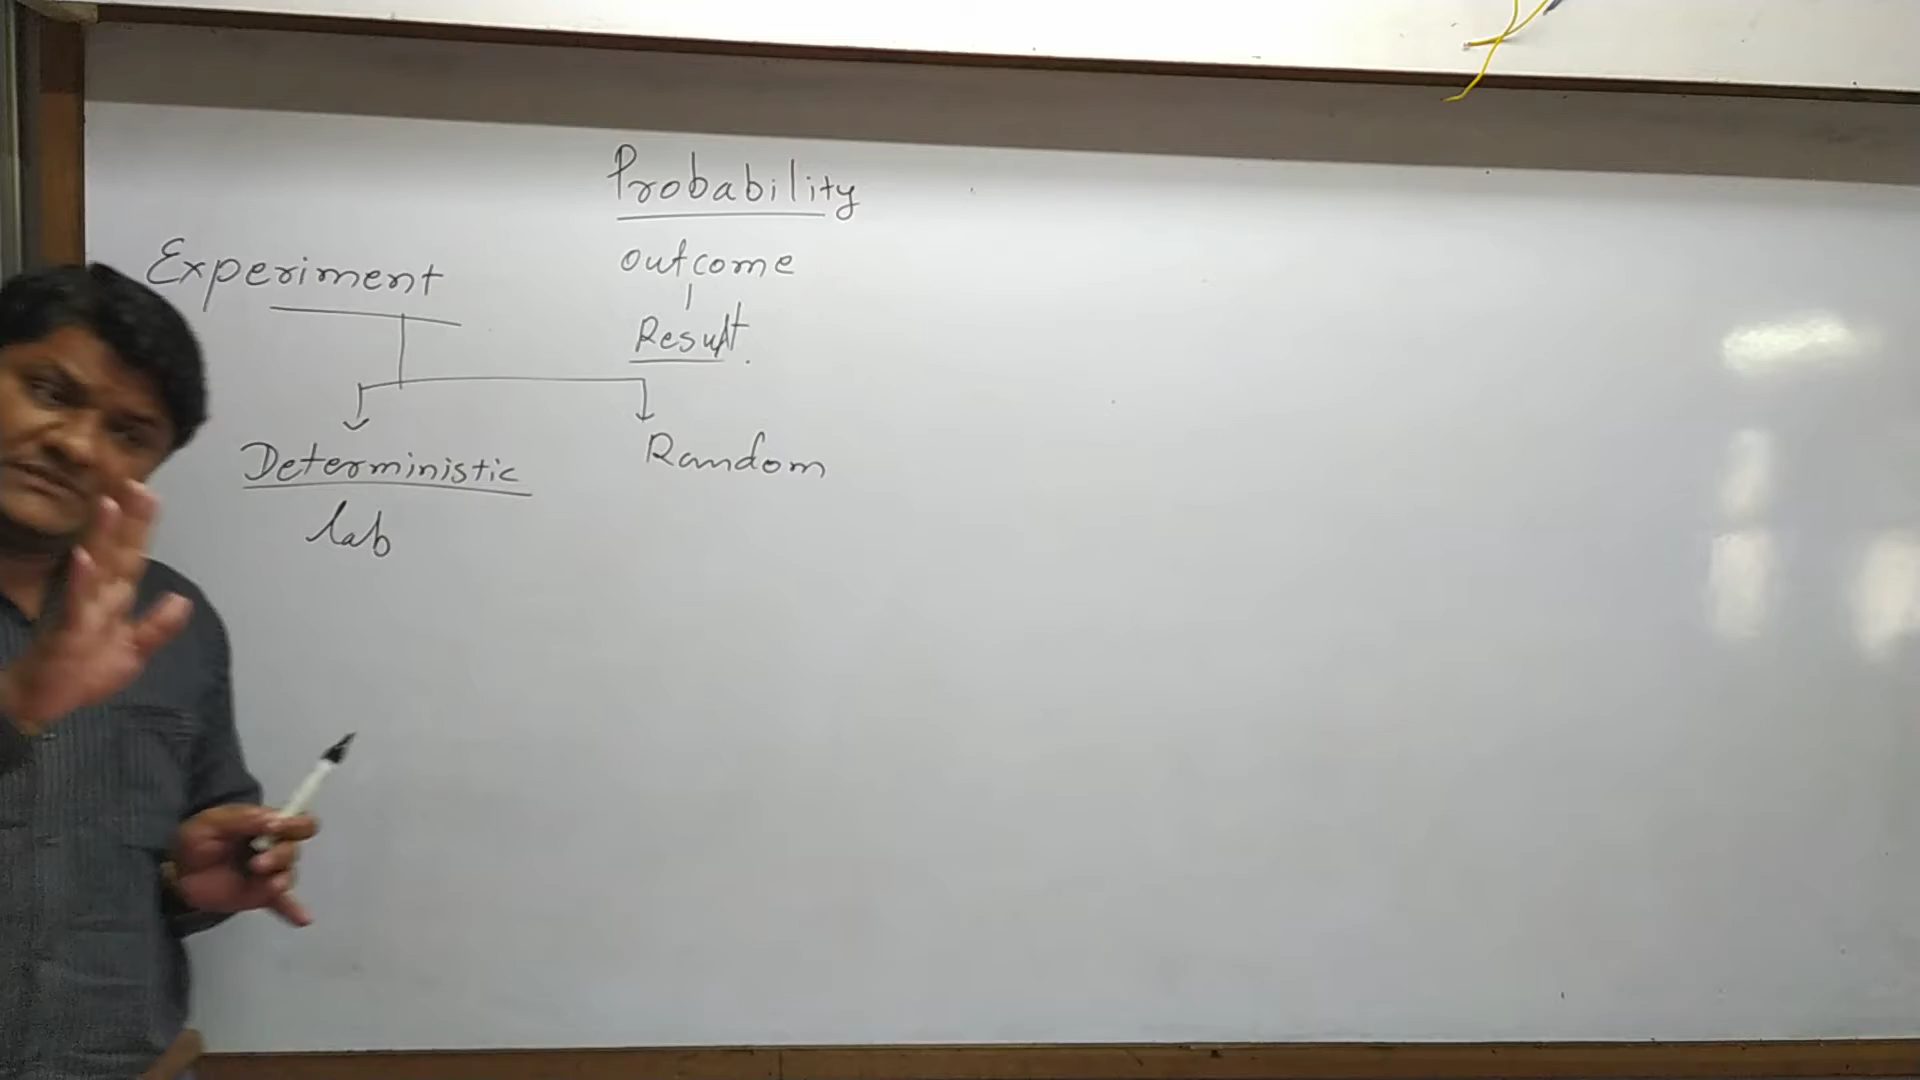 Probability
Experiment
outcome
Result.
Deterministic
Random
lab